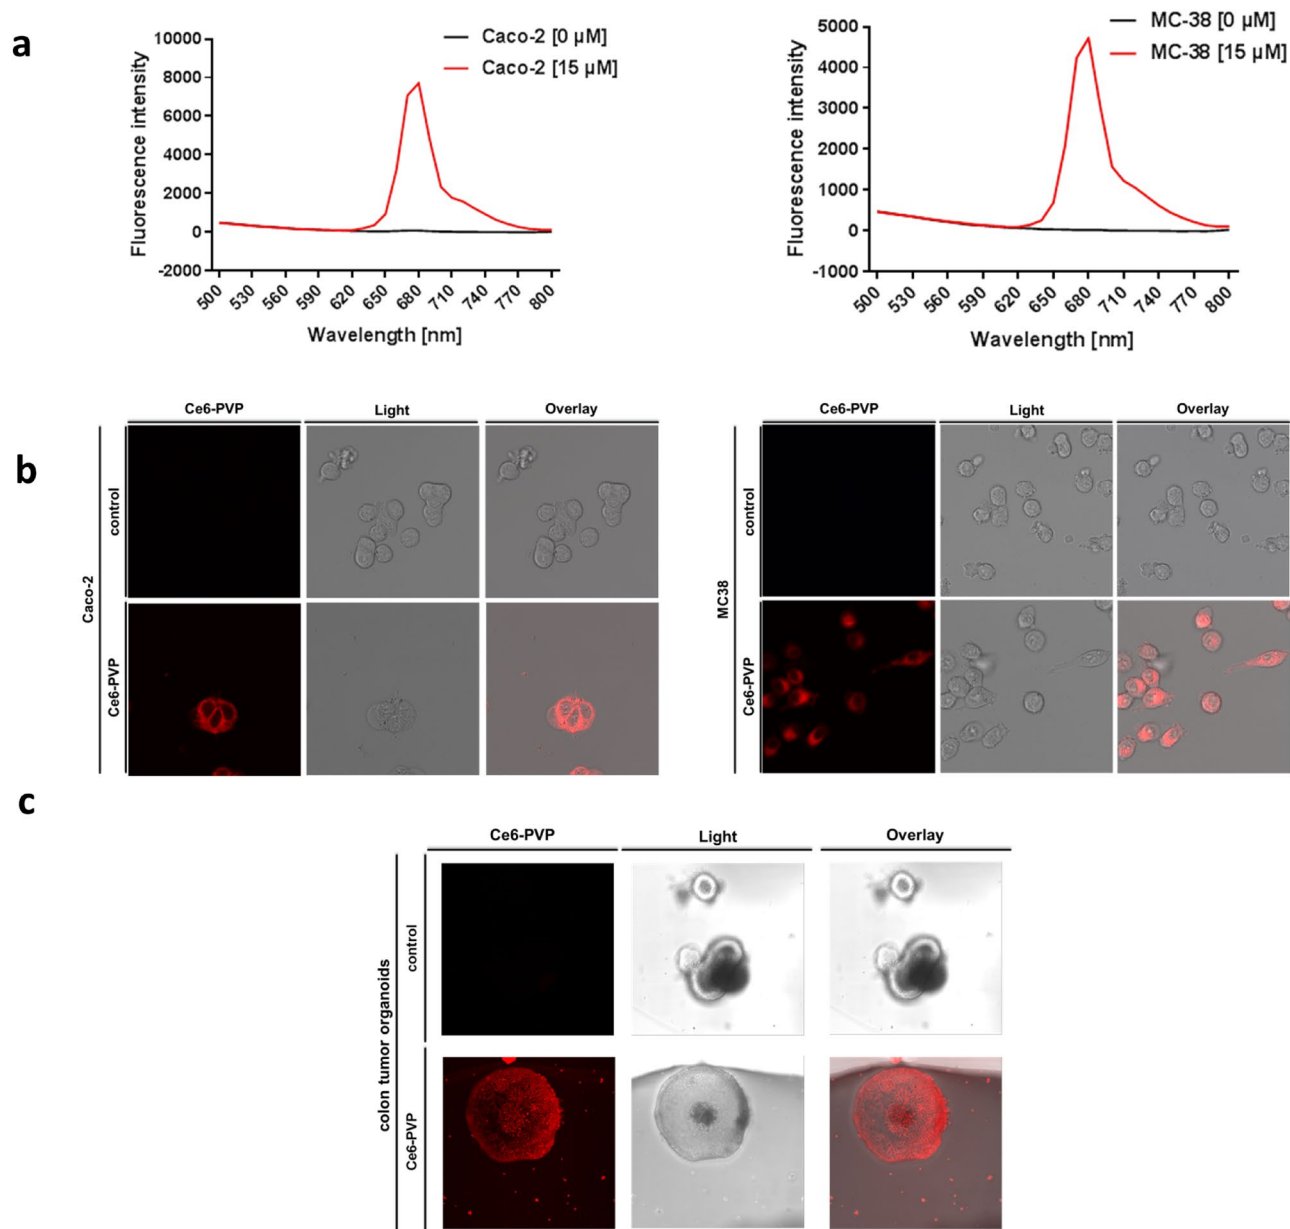 a
Caco-2 [0 µM]
Caco-2 [15 µM]
Fluorescence intensity
10000
8000
6000
4000
2000
0
-2000
500 530 560 590 620 650 680 710 740 770 800
Wavelength [nm]
MC-38 [0 µM]
MC-38 [15 µM]
Fluorescence intensity
5000
4000
3000
2000
1000
0
-1000
500 530 560 590 620 650 680 710 740 770 800
Wavelength [nm]
b
Ce6-PVP Light Overlay
Caco-2
control
Ce6-PVP
Ce6-PVP Light Overlay
MC38
control
Ce6-PVP
c
Ce6-PVP Light Overlay
colon tumor organoids
control
Ce6-PVP